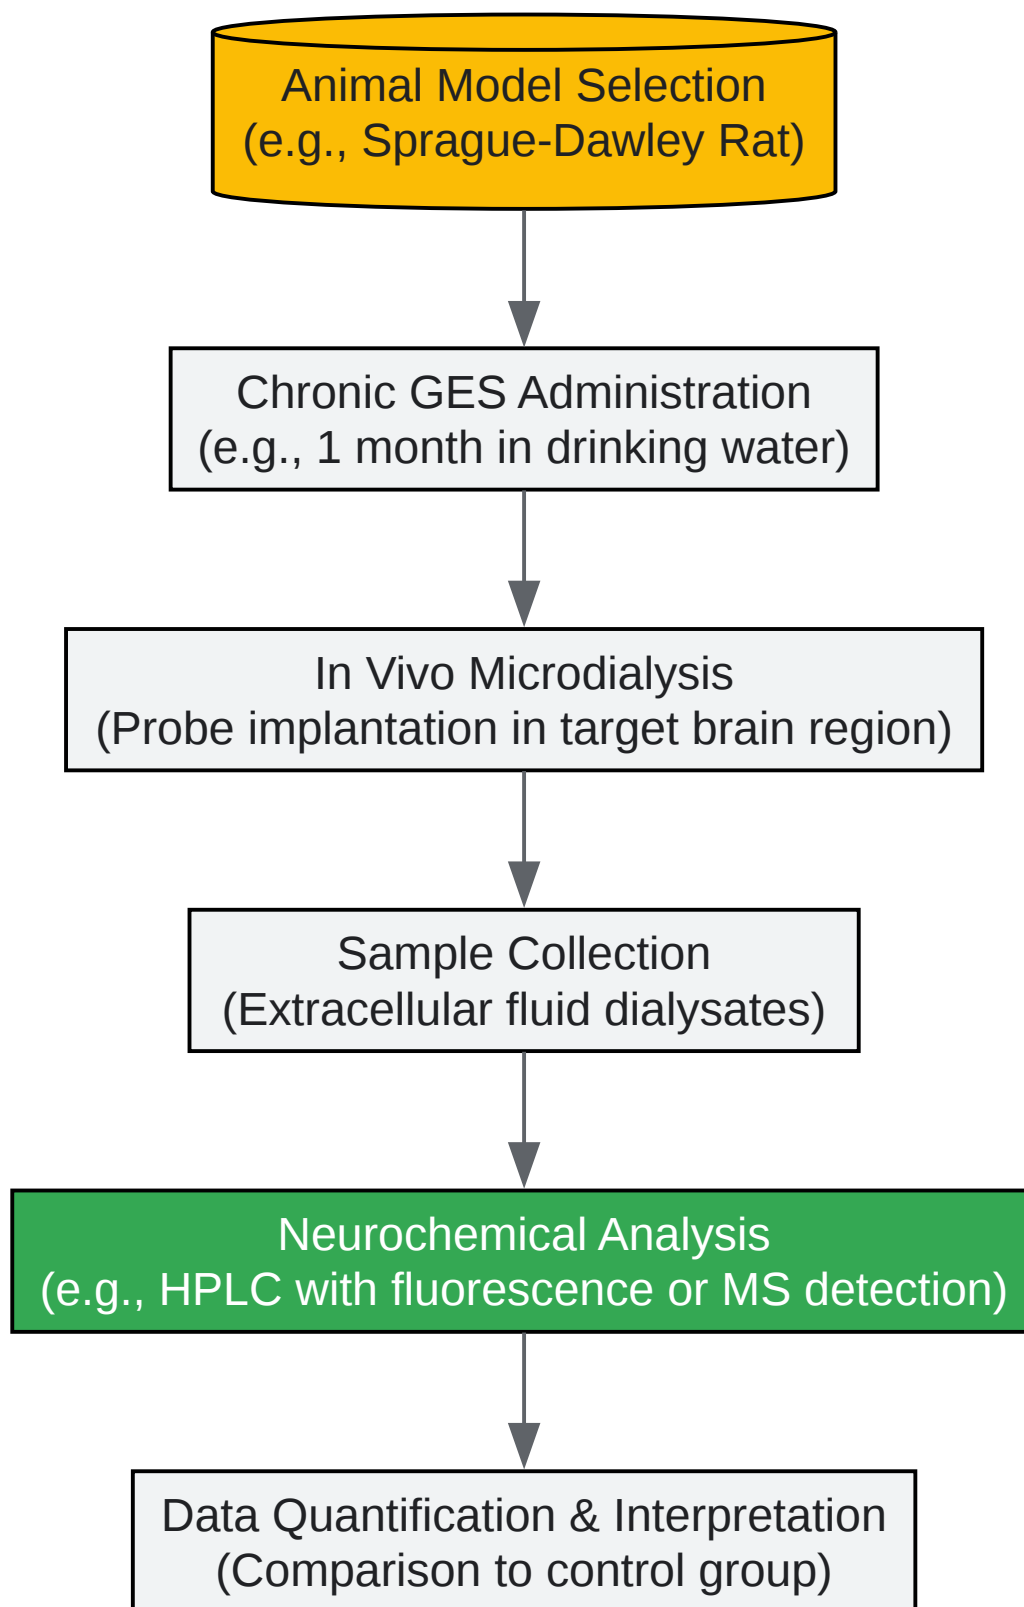 Animal Model Selection
(e.g., Sprague-Dawley Rat)
Chronic GES Administration
(e.g., 1 month in drinking water)
In Vivo Microdialysis
(Probe implantation in target brain region)
Sample Collection
(Extracellular fluid dialysates)
Neurochemical Analysis
(e.g., HPLC with fluorescence or MS detection)
Data Quantification & Interpretation
(Comparison to control group)